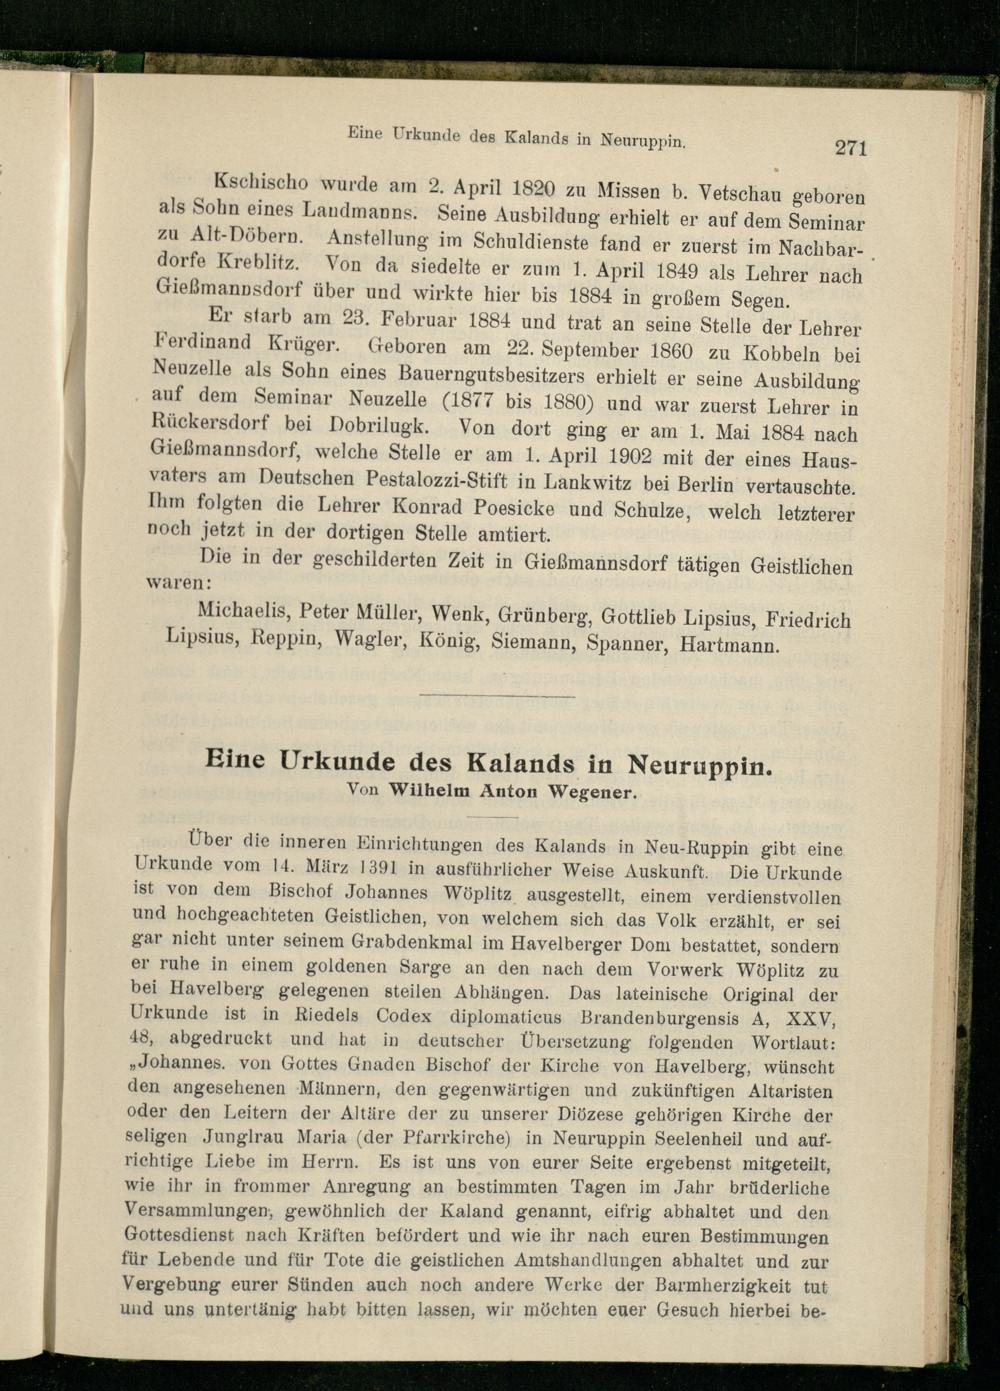 Eine Urkunde des Kalands in Neuruppin.
271
Kschischo wurde am 2. April 1820 zu Missen b. Vetschau geboren
als Sohn eines Landmanns. Seine Ausbildung erhielt er auf dem Seminar
zu Alt-Döbern. Anstellung im Schuldienste fand er zuerst im Nachbar-
dorfe Kreblitz. Von da siedelte er zum 1. April 1849 als Lehrer nach
Gießmannsdorf über und wirkte hier bis 1884 in großem Segen.
Er starb am 23. Februar 1884 und trat an seine Stelle der Lehrer
Ferdinand Krüger. Geboren am 22. September 1860 zu Kobbeln bei
Neuzelle als Sohn eines Bauerngutsbesitzers erhielt er seine Ausbildung
auf dem Seminar Neuzelle (1877 bis 1880) und war zuerst Lehrer in
Rückersdorf bei Dobrilugk. Von dort ging er am 1. Mai 1884 nach
Gießmannsdorf, welche Stelle er am 1. April 1902 mit der eines Haus-
vaters am Deutschen Pestalozzi-Stift in Lankwitz bei Berlin vertauschte.
Ihm folgten die Lehrer Konrad Poesicke und Schulze, welch letzterer
noch jetzt in der dortigen Stelle amtiert.
Die in der geschilderten Zeit in Gießmannsdorf tätigen Geistlichen
waren:
Michaelis, Peter Müller, Wenk, Grünberg, Gottlieb Lipsius, Friedrich
Lipsius, Reppin, Wagler, König, Siemann, Spanner, Hartmann.
Eine Urkunde des Kalands in Neuruppin.
Von Wilhelm Anton Wegener.
Über die inneren Einrichtungen des Kalands in Neu-Ruppin gibt eine
Urkunde vom 14. März 1391 in ausführlicher Weise Auskunft. Die Urkunde
ist von dem Bischof Johannes Wöplitz ausgestellt, einem verdienstvollen
und hochgeachteten Geistlichen, von welchem sich das Volk erzählt, er sei
gar nicht unter seinem Grabdenkmal im Havelberger Dom bestattet, sondern
er ruhe in einem goldenen Sarge an den nach dem Vorwerk Wöplitz zu
bei Havelberg gelegenen steilen Abhängen. Das lateinische Original der
Urkunde ist in Riedels Codex diplomaticus Brandenburgensis A, XXV,
48, abgedruckt und hat in deutscher Übersetzung folgenden Wortlaut:
„Johannes. von Gottes Gnaden Bischof der Kirche von Havelberg, wünscht
den angesehenen Männern, den gegenwärtigen und zukünftigen Altaristen
oder den Leitern der Altäre der zu unserer Diözese gehörigen Kirche der
seligen Junglrau Maria (der Pfarrkirche) in Neuruppin Seelenheil und auf-
richtige Liebe im Herrn. Es ist uns von eurer Seite ergebenst mitgeteilt,
wie ihr in frommer Anregung an bestimmten Tagen im Jahr brüderliche
Versammlungen, gewöhnlich der Kaland genannt, eifrig abhaltet und den
Gottesdienst nach Kräften befördert und wie ihr nach euren Bestimmungen
für Lebende und für Tote die geistlichen Amtshandlungen abhaltet und zur
Vergebung eurer Sünden auch noch andere Werke der Barmherzigkeit tut
und uns untertänig habt bitten lassen, wir möchten euer Gesuch hierbei be-